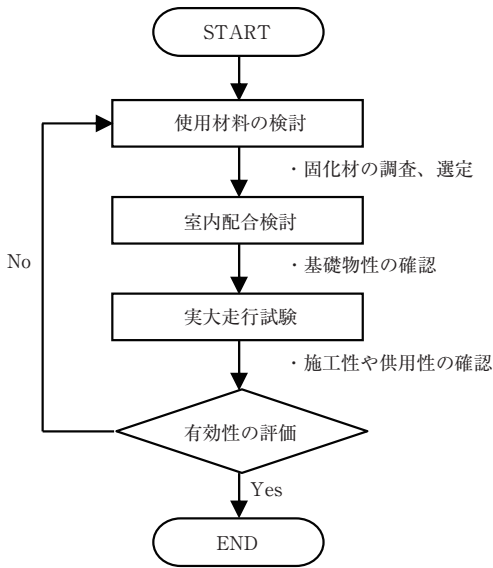 START
使用材料の検討
・固化材の調査、選定
室内配合検討
・基礎物性の確認
No
実大走行試験
・施工性や供用性の確認
有効性の評価
Yes
END